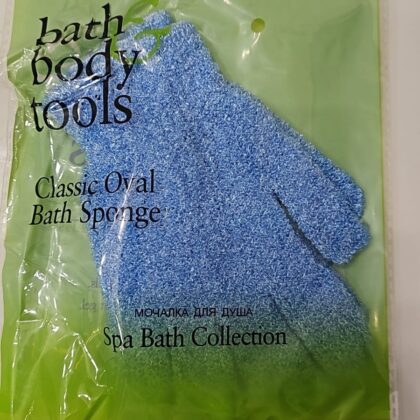 bath
body
tools
Classic Oval
Bath Sponge
МОЧАЛКА ДЛЯ ДУША
Spa Bath Collection